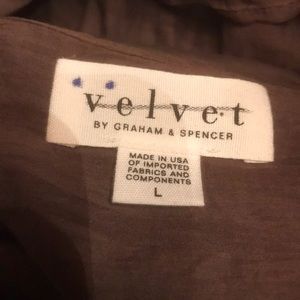 velvet
BY GRAHAM & SPENCER
MADE IN USA
OF IMPORTED
FABRICS AND
COMPONENTS
L